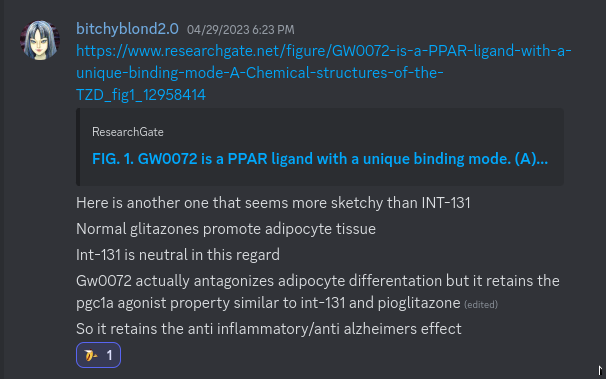 bitchyblond2.0 04/29/2023 6:23 PM
https://www.researchgate.net/figure/GW0072-is-a-PPAR-ligand-with-a-
unique-binding-mode-A-Chemical-structures-of-the-
TZD_fig1_12958414
ResearchGate
FIG. 1. GW0072 is a PPAR ligand with a unique binding mode. (A)...
Here is another one that seems more sketchy than INT-131
Normal glitazones promote adipocyte tissue
Int-131 is neutral in this regard
Gw0072 actually antagonizes adipocyte differentation but it retains the
pgc1a agonist property similar to int-131 and pioglitazone (edited)
So it retains the anti inflammatory/anti alzheimers effect
1